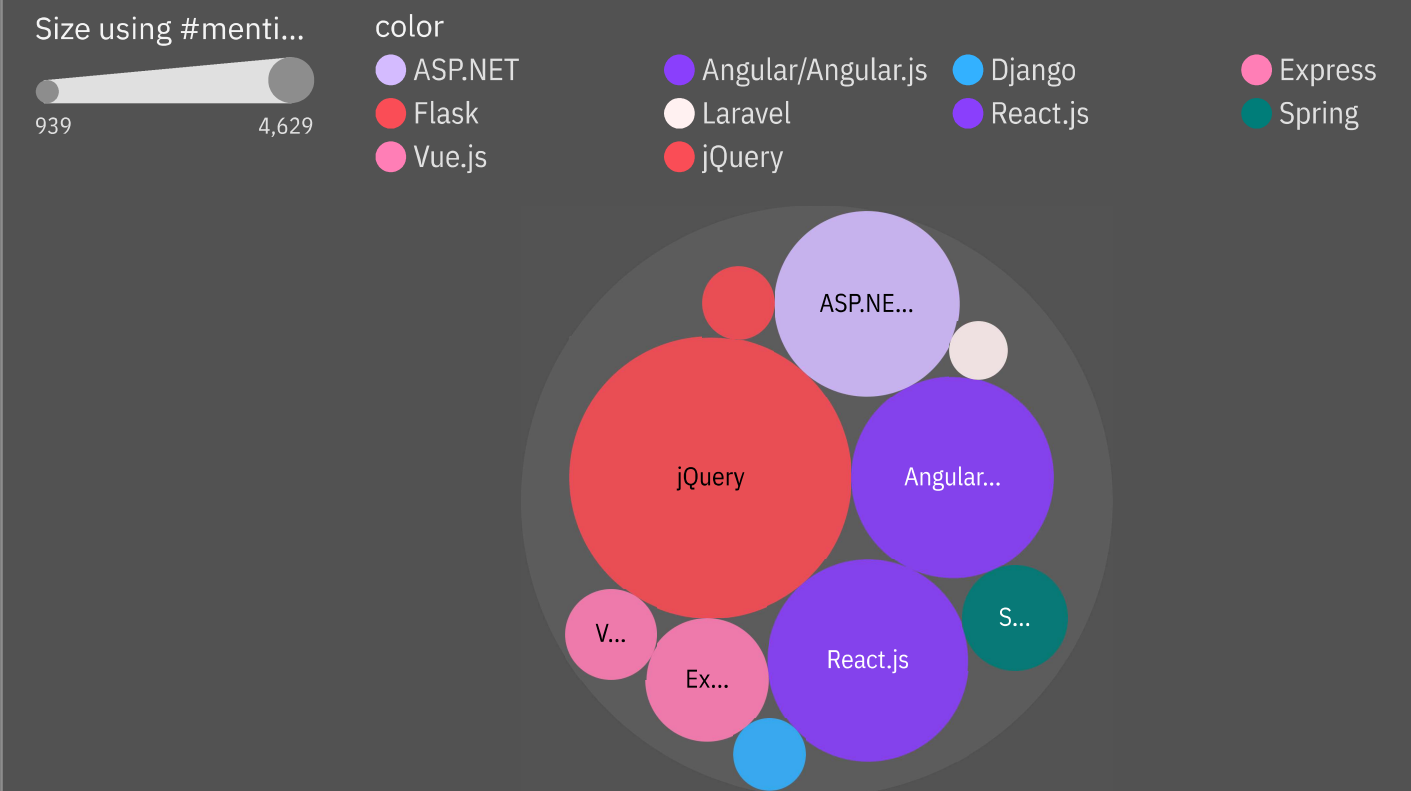 Size using #menti...
939 4,629
color
ASP.NET Angular/Angular.js Django Express
Flask Laravel React.js Spring
Vue.js jQuery
ASP.NE...
jQuery
Angular...
S...
V...
React.js
Ex...